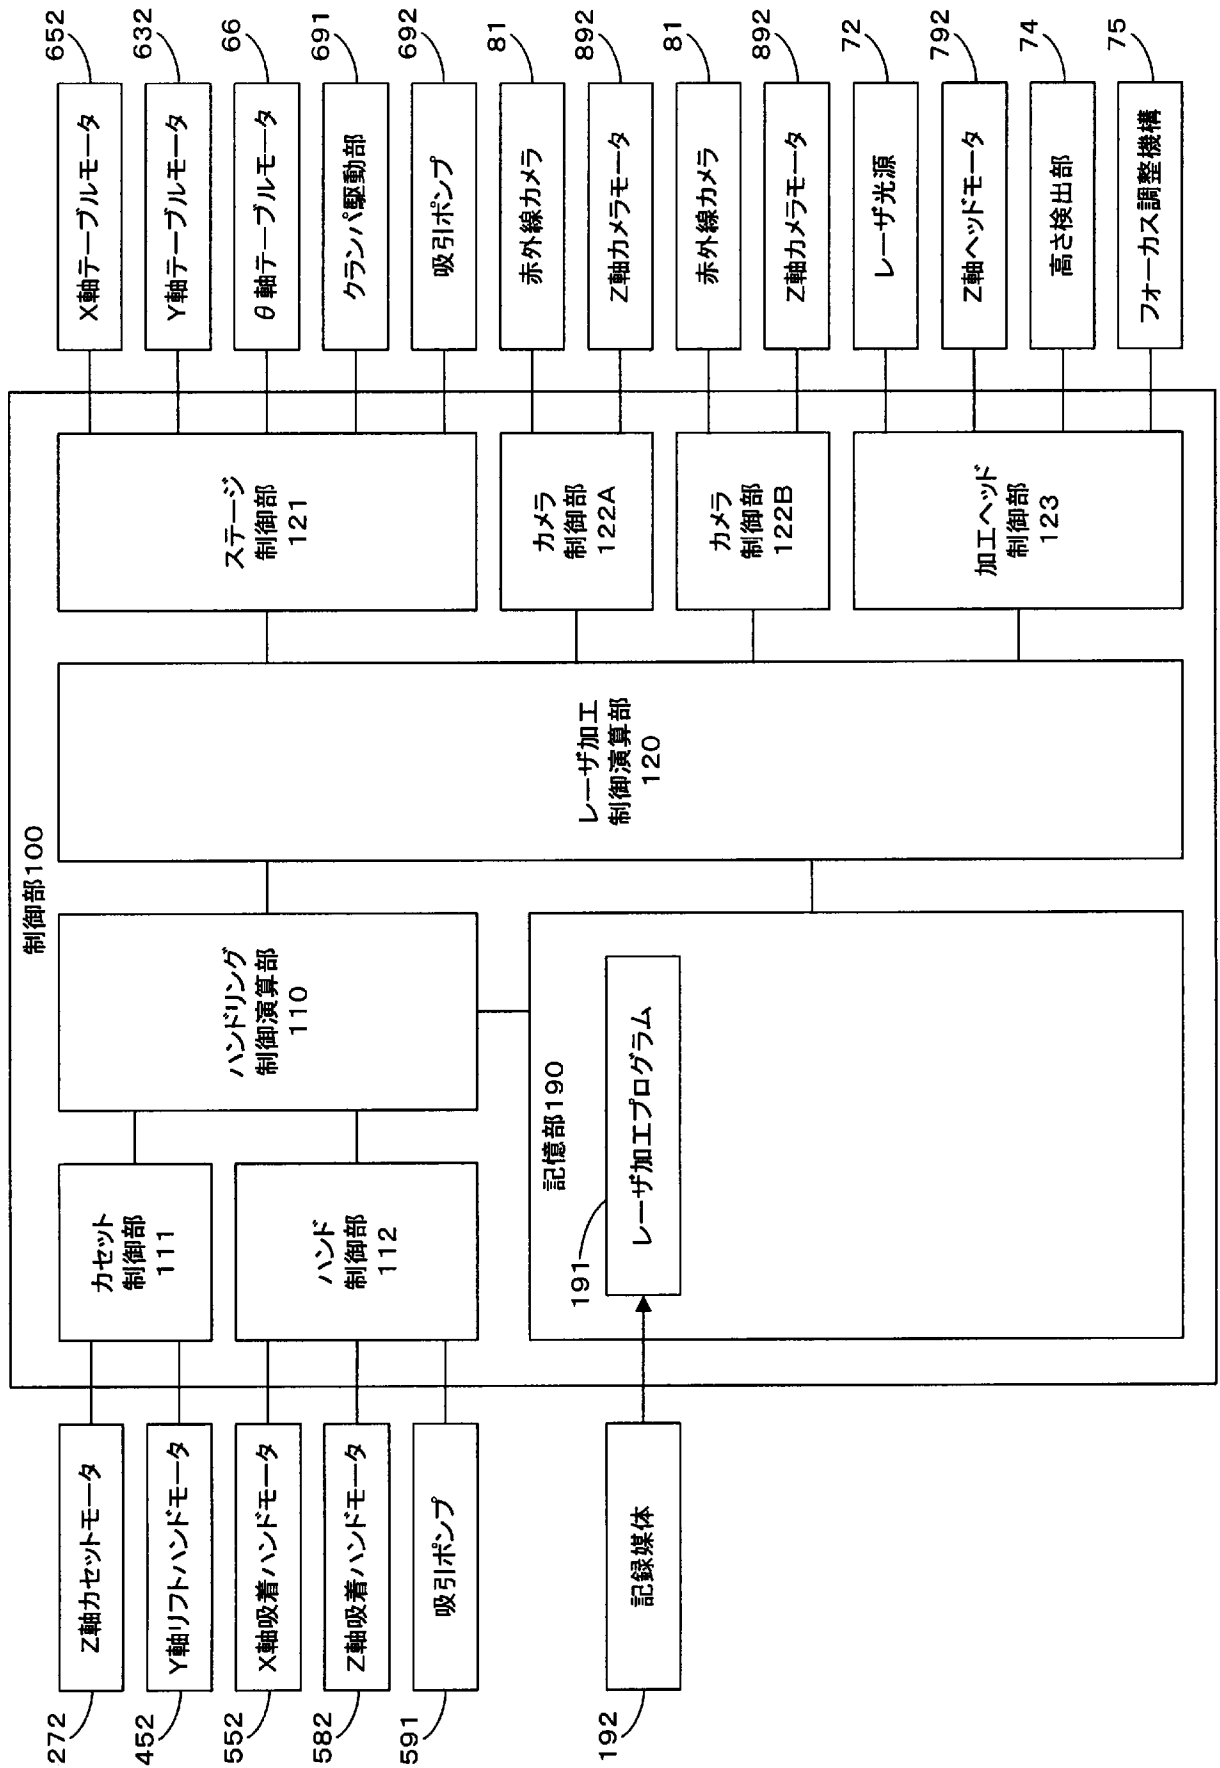 制御部100
272
Z軸カセットモータ
452
Y軸リフトハンドモータ
552
X軸吸着ハンドモータ
582
Z軸吸着ハンドモータ
591
吸引ポンプ
192
記録媒体
カセット
制御部
111
ハンド
制御部
112
ハンドリング
制御演算部
110
記憶部190
191
レーザ加工プログラム
レーザ加工
制御演算部
120
ステージ
制御部
121
カメラ
制御部
122A
カメラ
制御部
122B
加工ヘッド
制御部
123
X軸テーブルモータ
652
Y軸テーブルモータ
632
θ軸テーブルモータ
66
クランパ駆動部
691
吸引ポンプ
692
赤外線カメラ
81
Z軸カメラモータ
892
赤外線カメラ
81
Z軸カメラモータ
892
レーザ光源
72
Z軸ヘッドモータ
792
高さ検出部
74
フォーカス調整機構
75